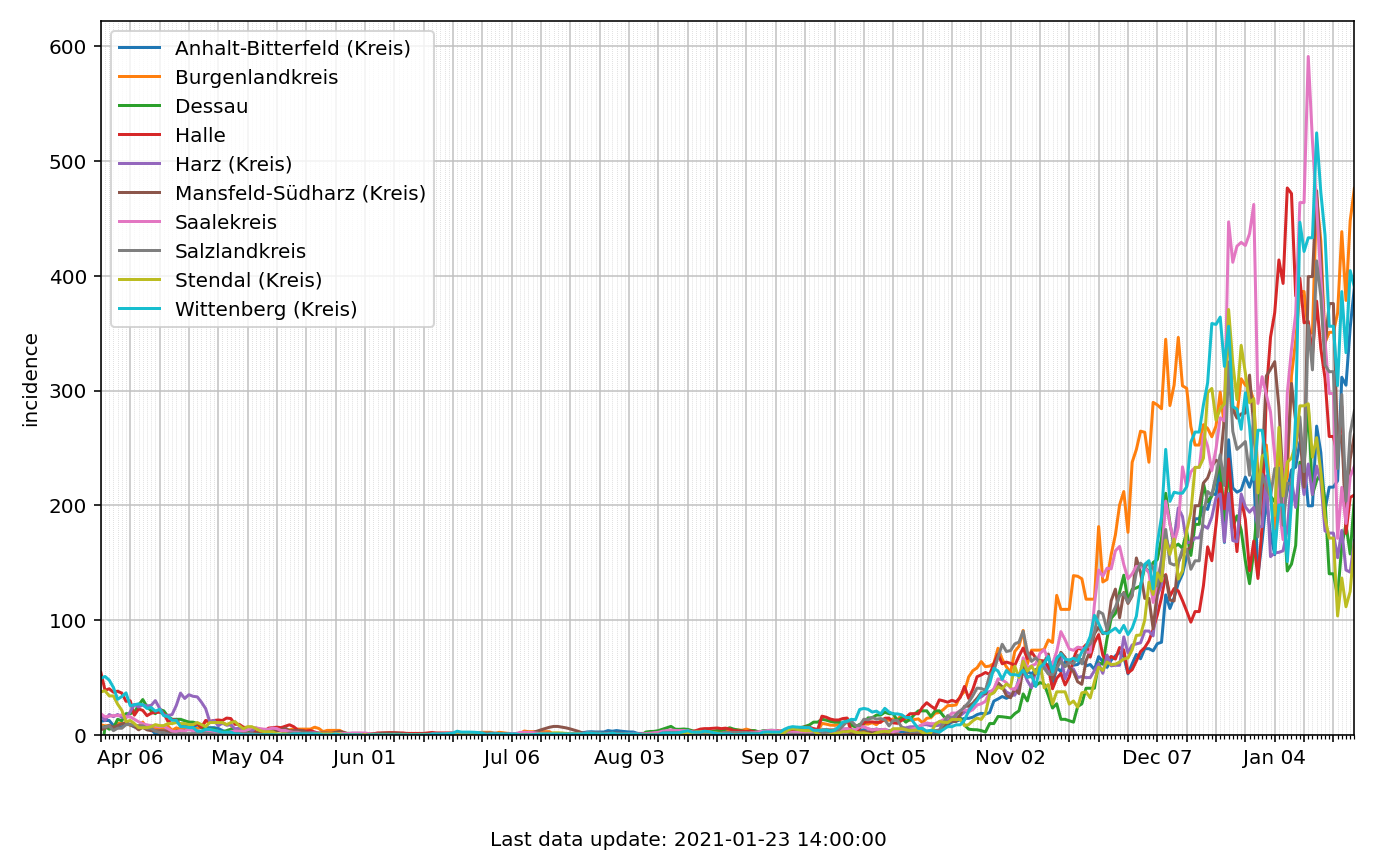 600
500
400
300
200
100
0
incidence
Anhalt-Bitterfeld (Kreis)
Burgenlandkreis
Dessau
Halle
Harz (Kreis)
Mansfeld-Südharz (Kreis)
Saalekreis
Salzlandkreis
Stendal (Kreis)
Wittenberg (Kreis)
Apr 06 May 04 Jun 01 Jul 06 Aug 03 Sep 07 Oct 05 Nov 02 Dec 07 Jan 04
Last data update: 2021-01-23 14:00:00